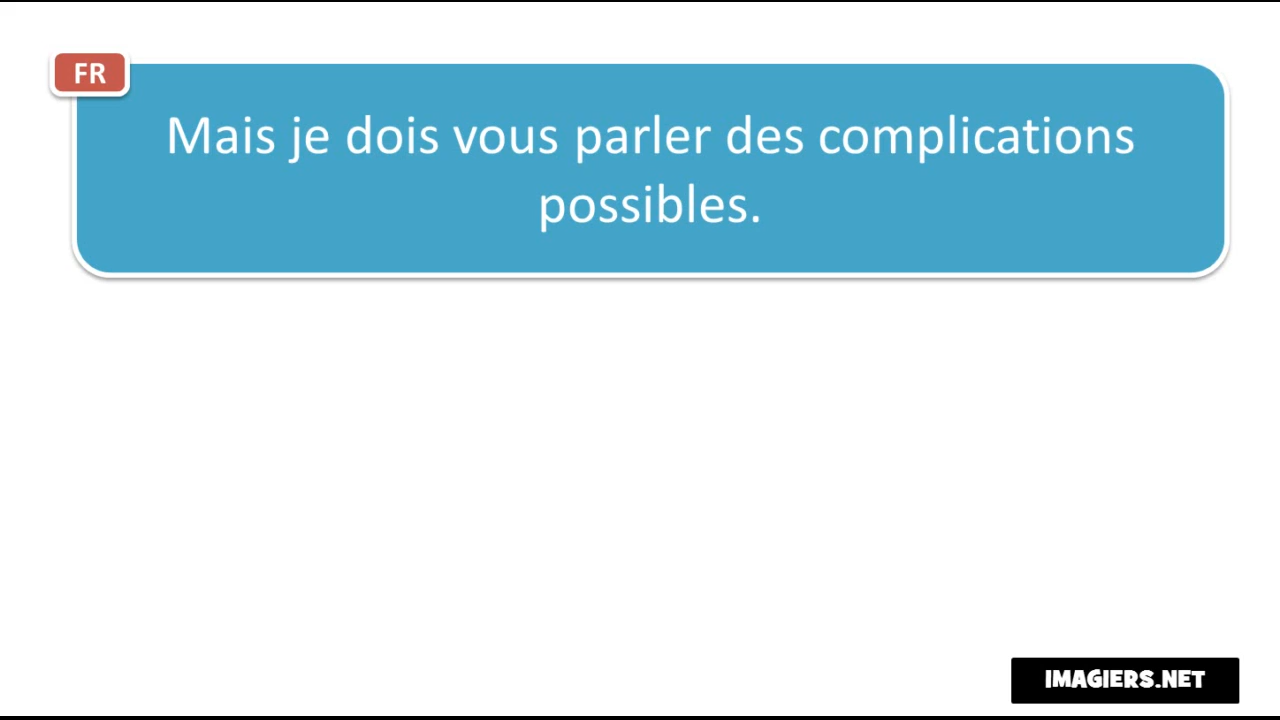 FR
Mais je dois vous parler des complications
possibles.
IMAGIERS.NET